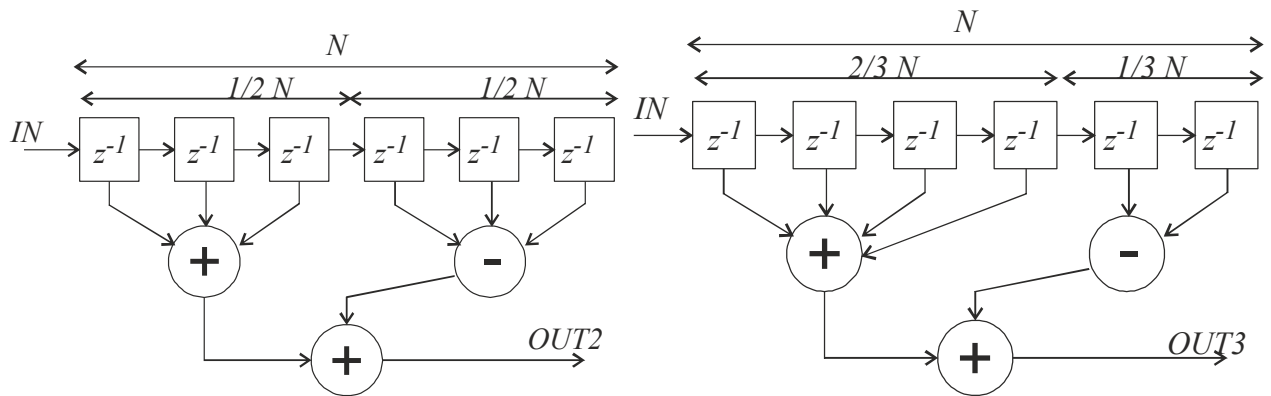 N
1/2 N 1/2 N
IN z⁻¹ z⁻¹ z⁻¹ z⁻¹ z⁻¹ z⁻¹
+ -
+ OUT2
N
2/3 N 1/3 N
IN z⁻¹ z⁻¹ z⁻¹ z⁻¹ z⁻¹ z⁻¹
+ -
+ OUT3